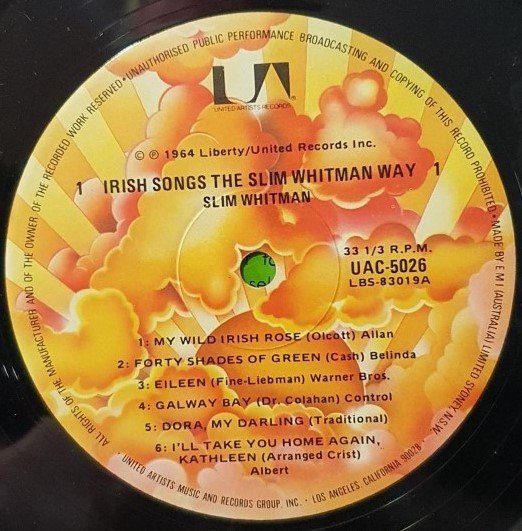 ALL RIGHTS OF THE MANUFACTURER AND OF THE OWNER OF THE RECORDED WORK RESERVED•UNAUTHORISED PUBLIC PERFORMANCE BROADCASTING AND COPYING OF THIS RECORD PROHIBITED•MADE BY E M I (AUSTRALIA) LIMITED SYDNEY N.S.W.
UA
UNITED ARTISTS RECORDS
© ℗ 1964 Liberty/United Records Inc.
1 IRISH SONGS THE SLIM WHITMAN WAY 1
SLIM WHITMAN
33 1/3 R.P.M.
UAC-5026
LBS-83019A
1: MY WILD IRISH ROSE (Olcott) Allan
2: FORTY SHADES OF GREEN (Cash) Belinda
3: EILEEN (Fine-Liebman) Warner Bros.
4: GALWAY BAY (Dr. Colahan) Control
5: DORA, MY DARLING (Traditional)
6: I'LL TAKE YOU HOME AGAIN,
KATHLEEN (Arranged Crist)
Albert
UNITED ARTISTS MUSIC AND RECORDS GROUP, INC. • LOS ANGELES, CALIFORNIA 90028